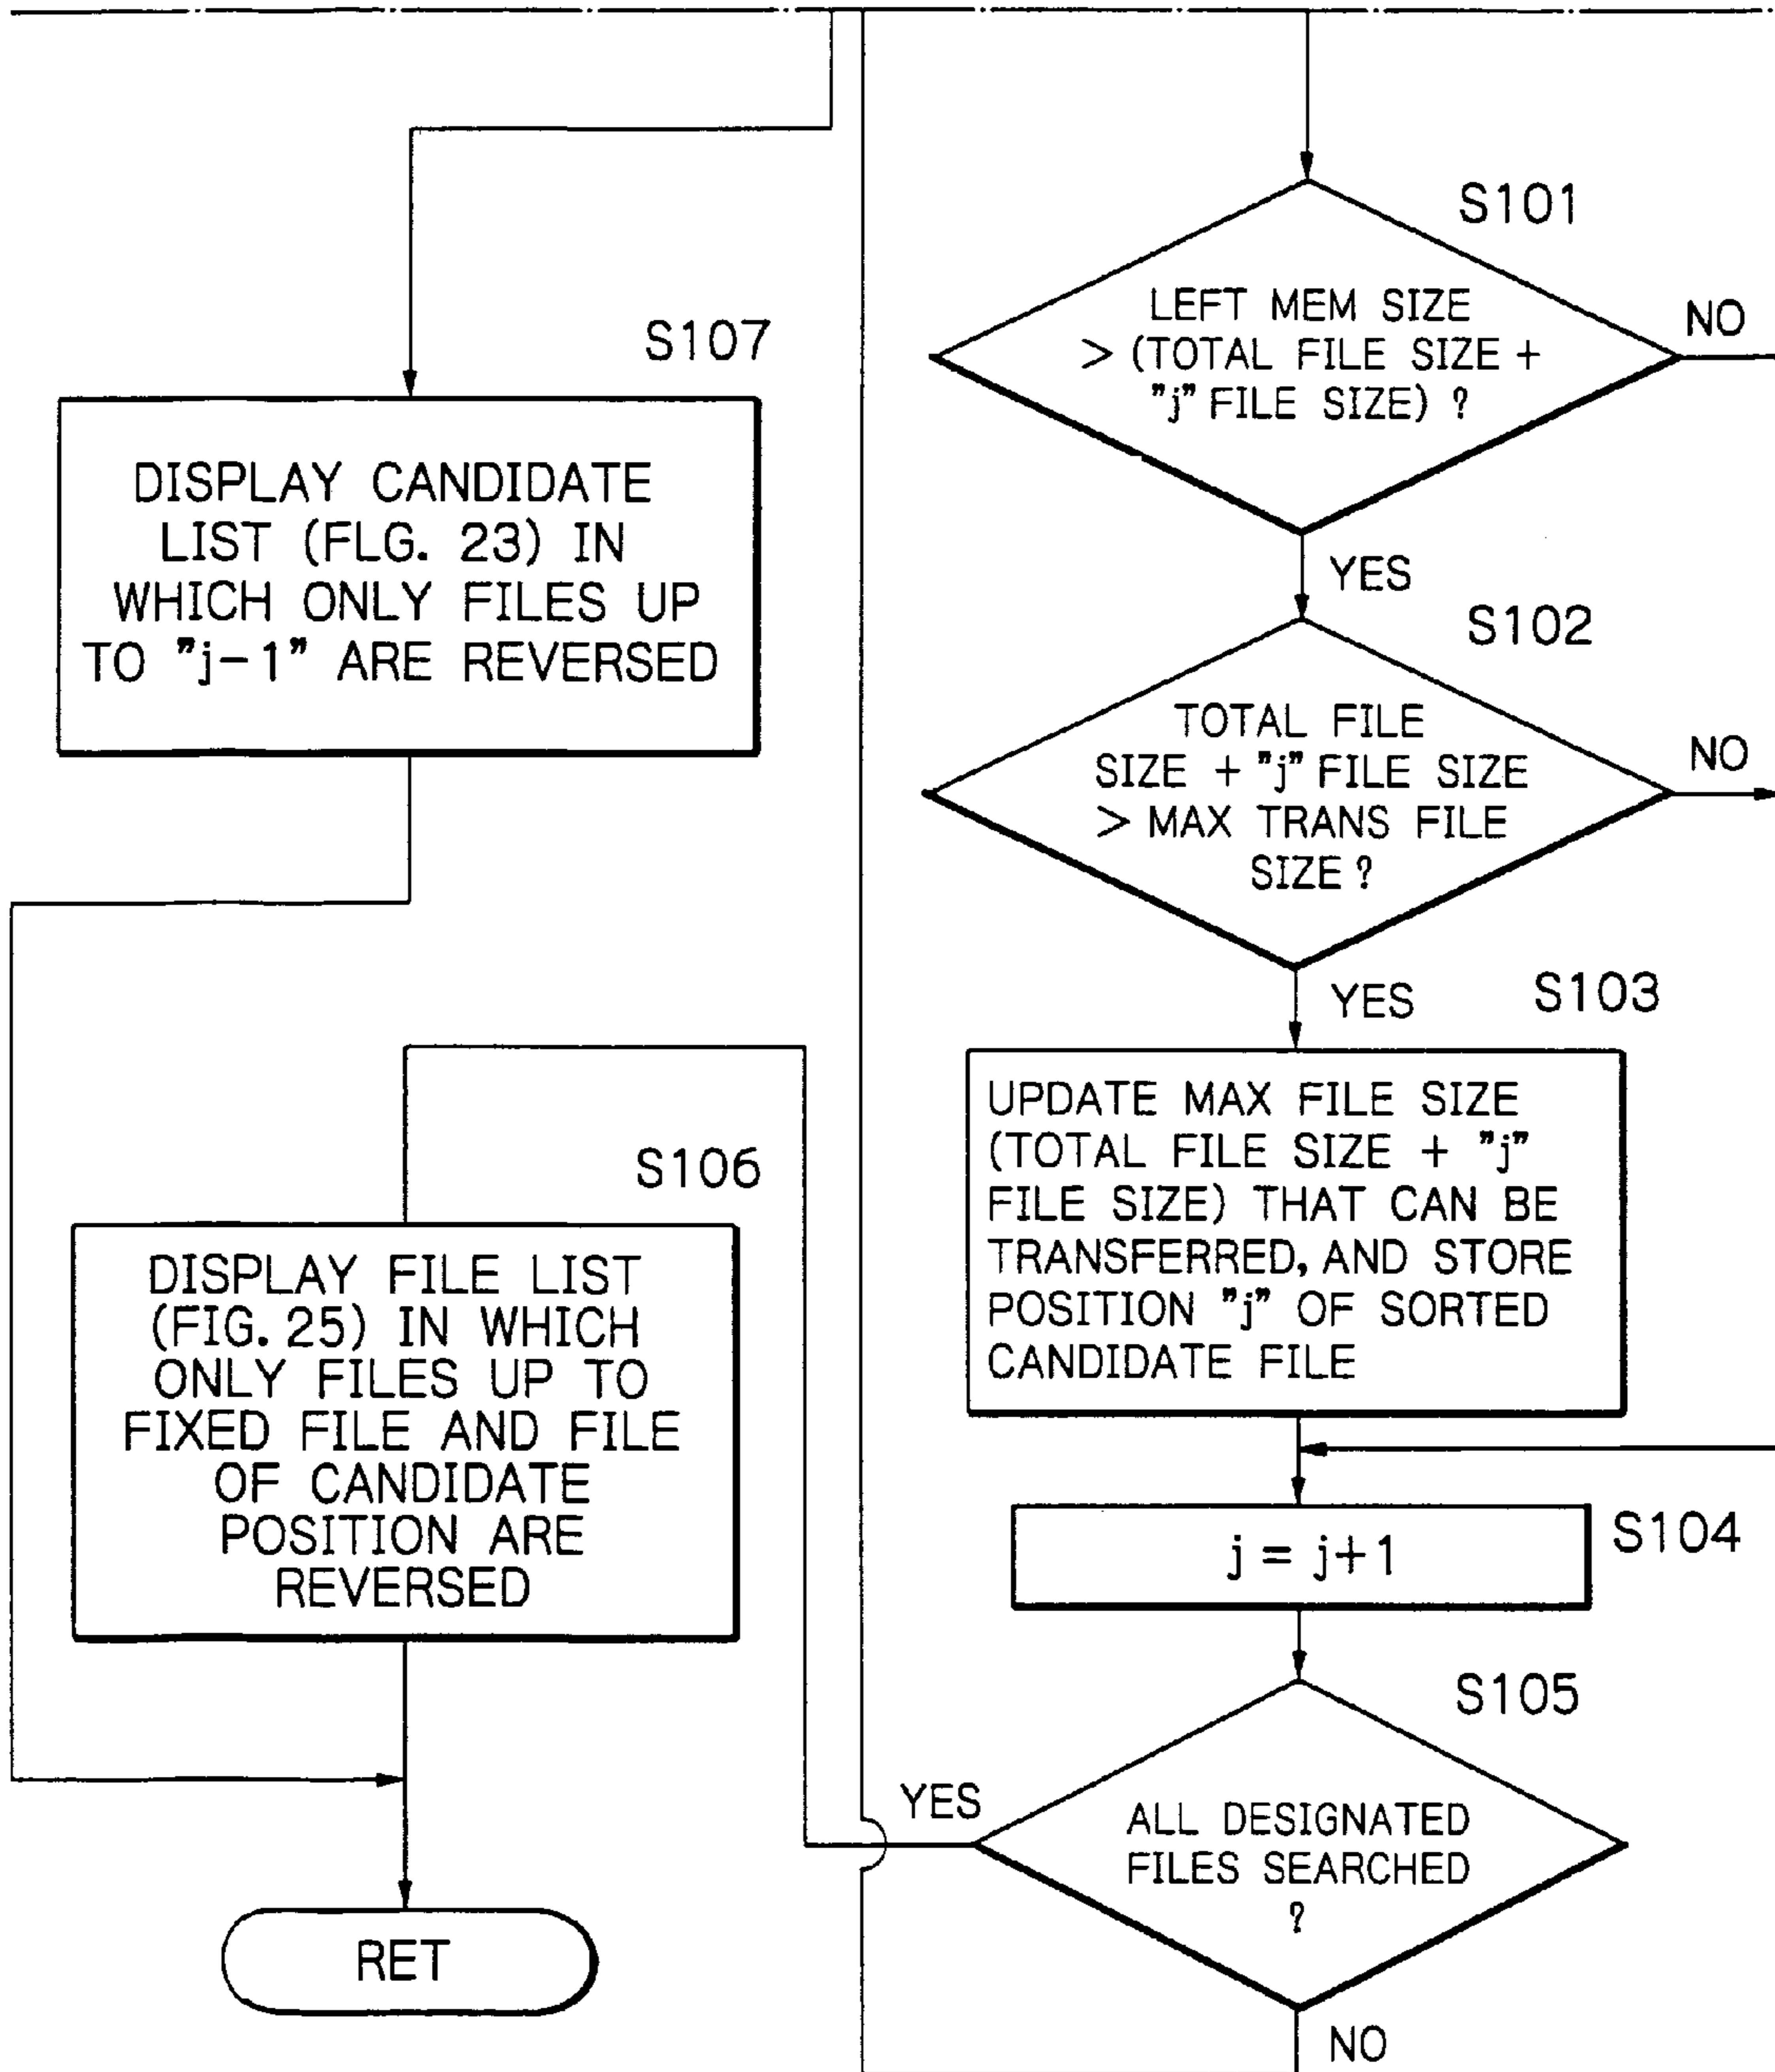 S101
LEFT MEM SIZE
> (TOTAL FILE SIZE +
"j" FILE SIZE) ?
NO
YES
S107
DISPLAY CANDIDATE
LIST (FLG. 23) IN
WHICH ONLY FILES UP
TO "j-1" ARE REVERSED
S102
TOTAL FILE
SIZE + "j" FILE SIZE
> MAX TRANS FILE
SIZE ?
NO
YES
S103
UPDATE MAX FILE SIZE
(TOTAL FILE SIZE + "j"
FILE SIZE) THAT CAN BE
TRANSFERRED, AND STORE
POSITION "j" OF SORTED
CANDIDATE FILE
S106
DISPLAY FILE LIST
(FIG. 25) IN WHICH
ONLY FILES UP TO
FIXED FILE AND FILE
OF CANDIDATE
POSITION ARE
REVERSED
S104
j = j+1
S105
ALL DESIGNATED
FILES SEARCHED
?
YES
NO
RET